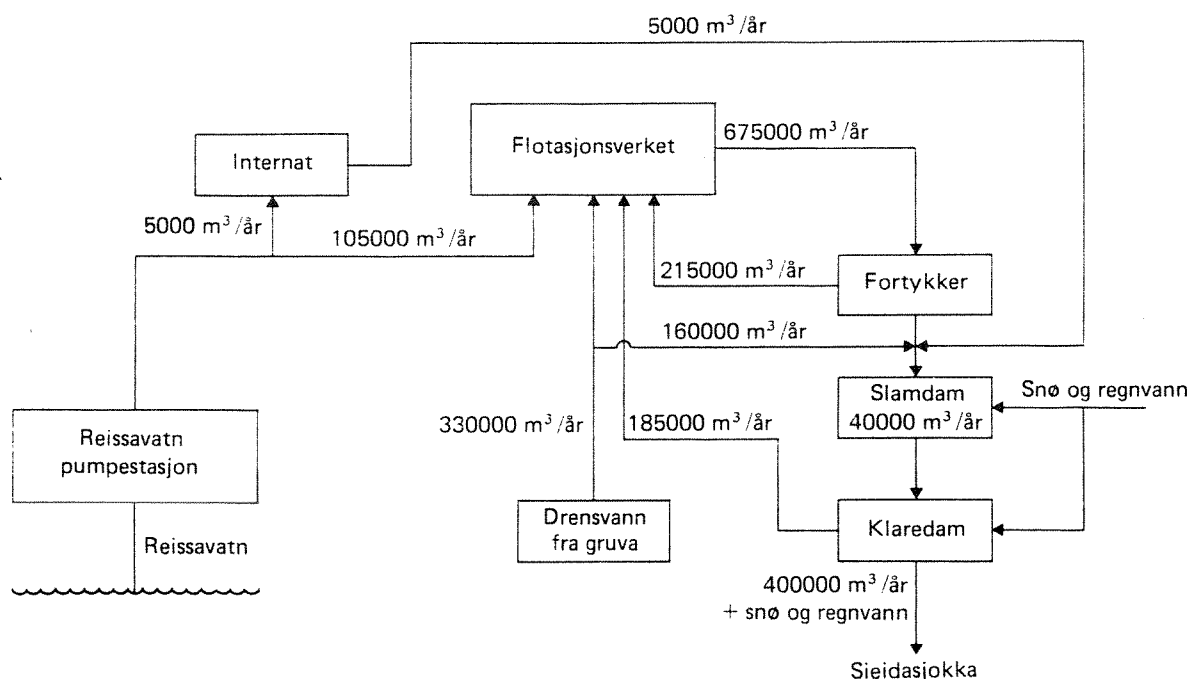 5000 m³/år
Flotasjonsverket
675000 m³/år
Internat
5000 m³/år
105000 m³/år
215000 m³/år
Fortykker
160000 m³/år
Slamdam
40000 m³/år
Snø og regnvann
Reissavatn
pumpestasjon
330000 m³/år
185000 m³/år
Drensvann
fra gruva
Klaredam
Reissavatn
400000 m³/år
+ snø og regnvann
Sieidasjokka